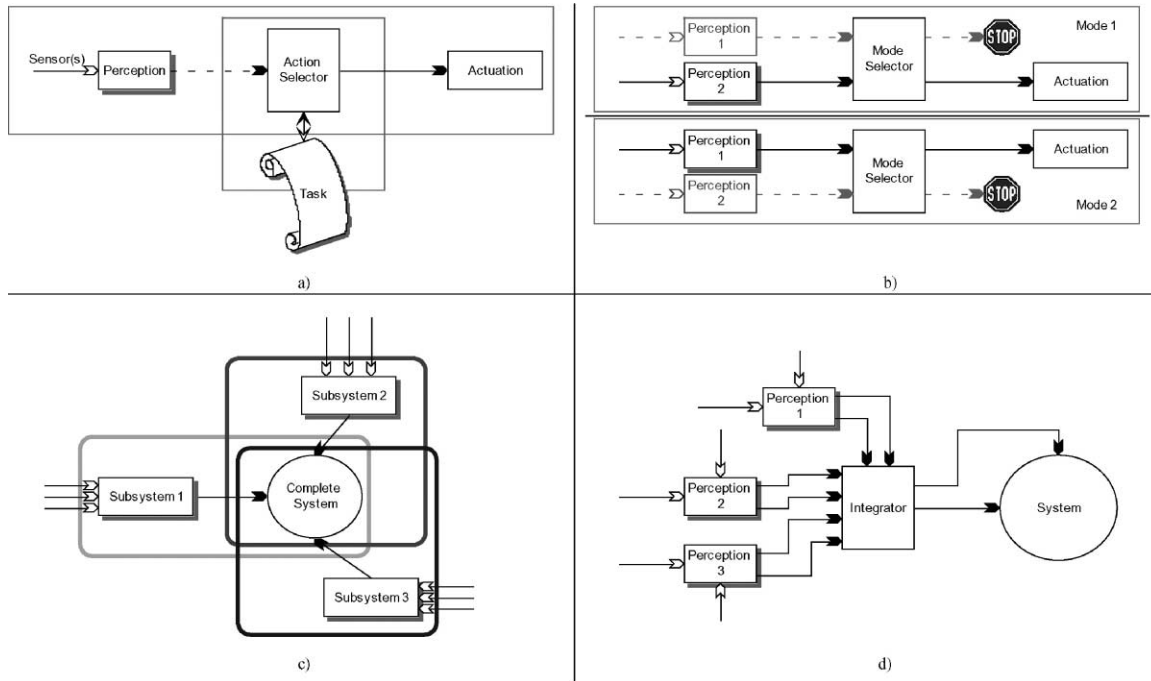 Sensor(s)
Perception
Action
Selector
Actuation
Task
a)
Perception
1
Mode
Selector
STOP
Mode 1
Perception
2
Actuation
Perception
1
Mode
Selector
Actuation
Perception
2
STOP
Mode 2
b)
Subsystem 2
Subsystem 1
Complete
System
Subsystem 3
c)
Perception
1
Perception
2
Integrator
System
Perception
3
d)